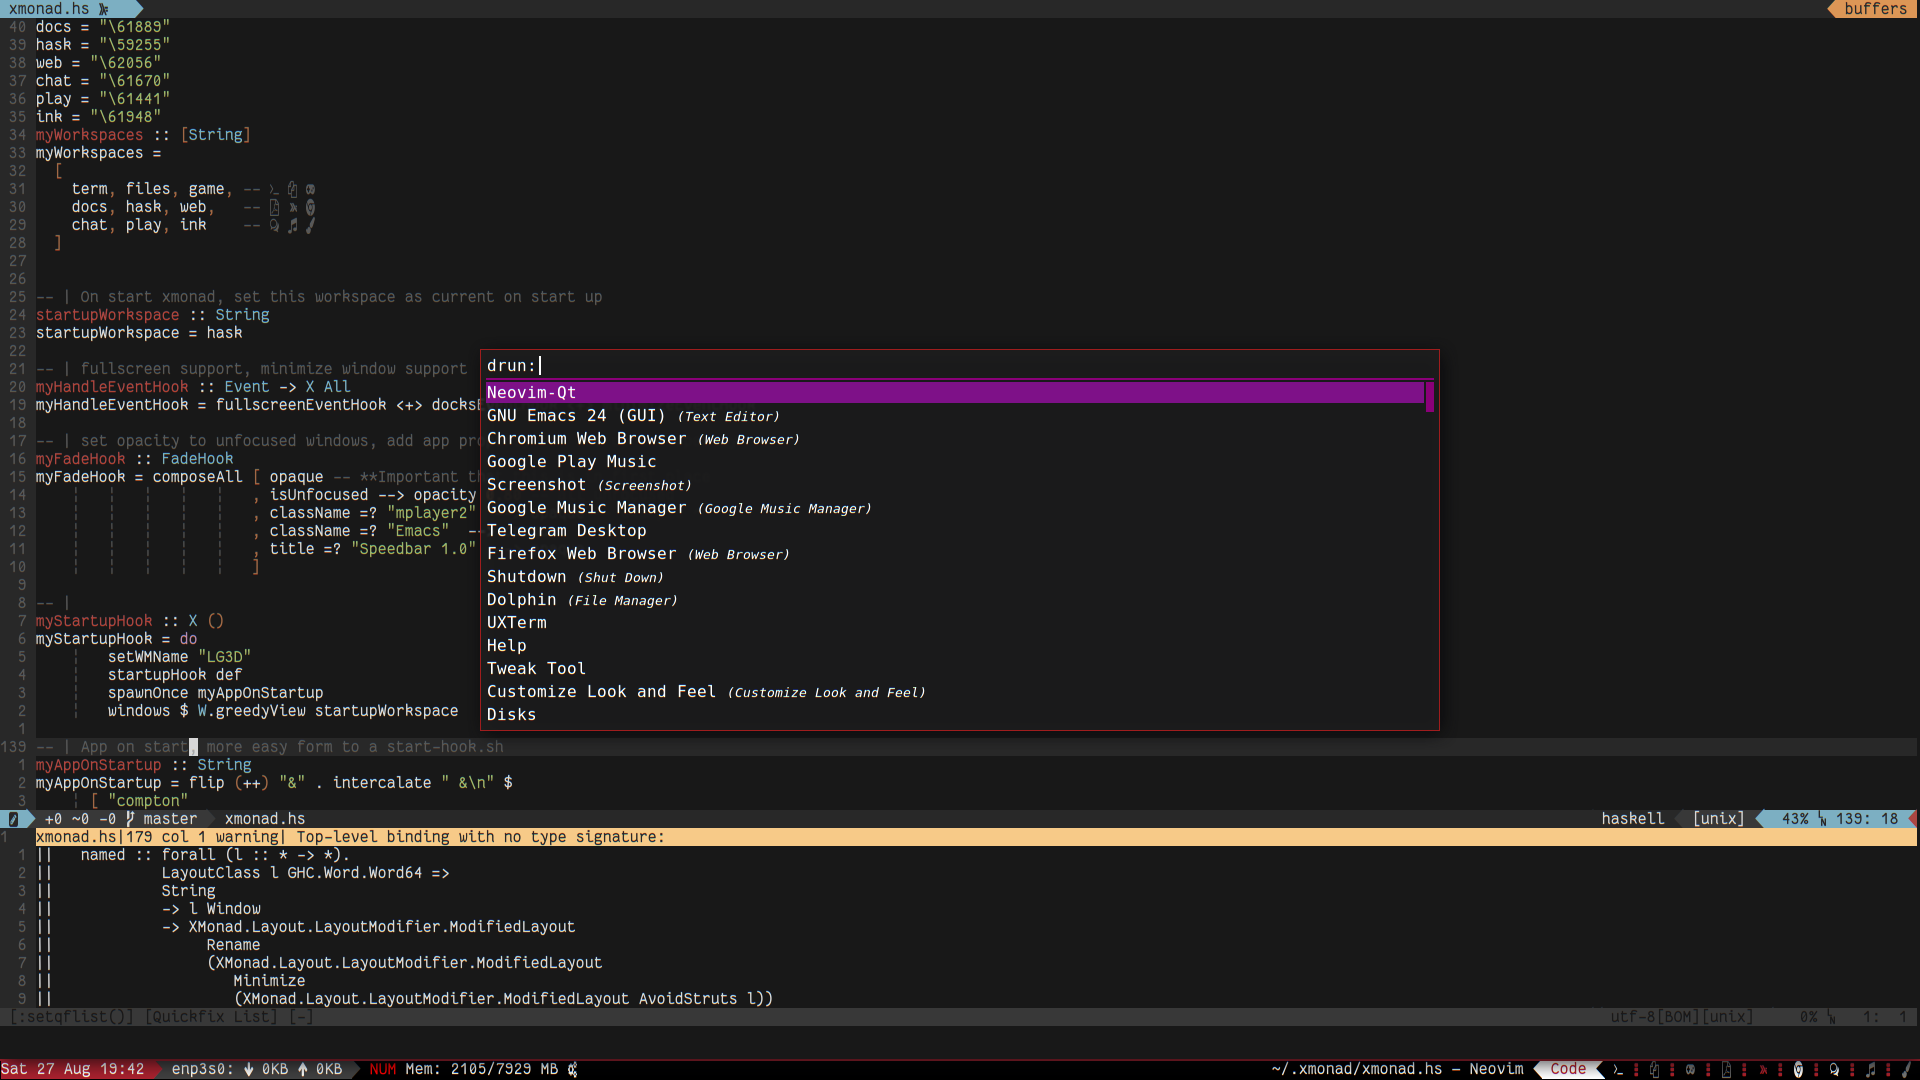 xmonad.hs
buffers
40 docs = "\61889"
39 hask = "\59255"
38 web = "\62056"
37 chat = "\61670"
36 play = "\61441"
35 ink = "\61948"
34 myWorkspaces :: [String]
33 myWorkspaces =
32 [
31 term, files, game, --
30 docs, hask, web, --
29 chat, play, ink --
28 ]
27
26
25 -- | On start xmonad, set this workspace as current on start up
24 startupWorkspace :: String
23 startupWorkspace = hask
22
21 -- | fullscreen support, minimize window support
20 myHandleEventHook :: Event -> X All
19 myHandleEventHook = fullscreenEventHook <+> docks
18
17 -- | set opacity to unfocused windows, add app pr
16 myFadeHook :: FadeHook
15 myFadeHook = composeAll [ opaque -- **Important t
14 , isUnfocused --> opacity
13 , className =? "mplayer2"
12 , className =? "Emacs" --
11 , title =? "Speedbar 1.0"
10 ]
9
8 -- |
7 myStartupHook :: X ()
6 myStartupHook = do
5 setWMName "LG3D"
4 startupHook def
3 spawnOnce myAppOnStartup
2 windows $ W.greedyView startupWorkspace
1
139 -- | App on start, more easy form to a start-hook.sh
1 myAppOnStartup :: String
2 myAppOnStartup = flip (++) "&" . intercalate " &\n" $
3 [ "compton"
drun:
Neovim-Qt
GNU Emacs 24 (GUI) (Text Editor)
Chromium Web Browser (Web Browser)
Google Play Music
Screenshot (Screenshot)
Google Music Manager (Google Music Manager)
Telegram Desktop
Firefox Web Browser (Web Browser)
Shutdown (Shut Down)
Dolphin (File Manager)
UXTerm
Help
Tweak Tool
Customize Look and Feel (Customize Look and Feel)
Disks
+0 ~0 -0 master xmonad.hs haskell [unix] 43% 139: 18
1 xmonad.hs|179 col 1 warning| Top-level binding with no type signature:
1 || named :: forall (l :: * -> *).
2 || LayoutClass l GHC.Word.Word64 =>
3 || String
4 || -> l Window
5 || -> XMonad.Layout.LayoutModifier.ModifiedLayout
6 || Rename
7 || (XMonad.Layout.LayoutModifier.ModifiedLayout
8 || Minimize
9 || (XMonad.Layout.LayoutModifier.ModifiedLayout AvoidStruts l))
[:setqflist()] [Quickfix List] [-] utf-8[BOM][unix] 0% 1: 1
Sat 27 Aug 19:42 enp3s0: 0KB 0KB NUM Mem: 2105/7929 MB ~/.xmonad/xmonad.hs – Neovim Code